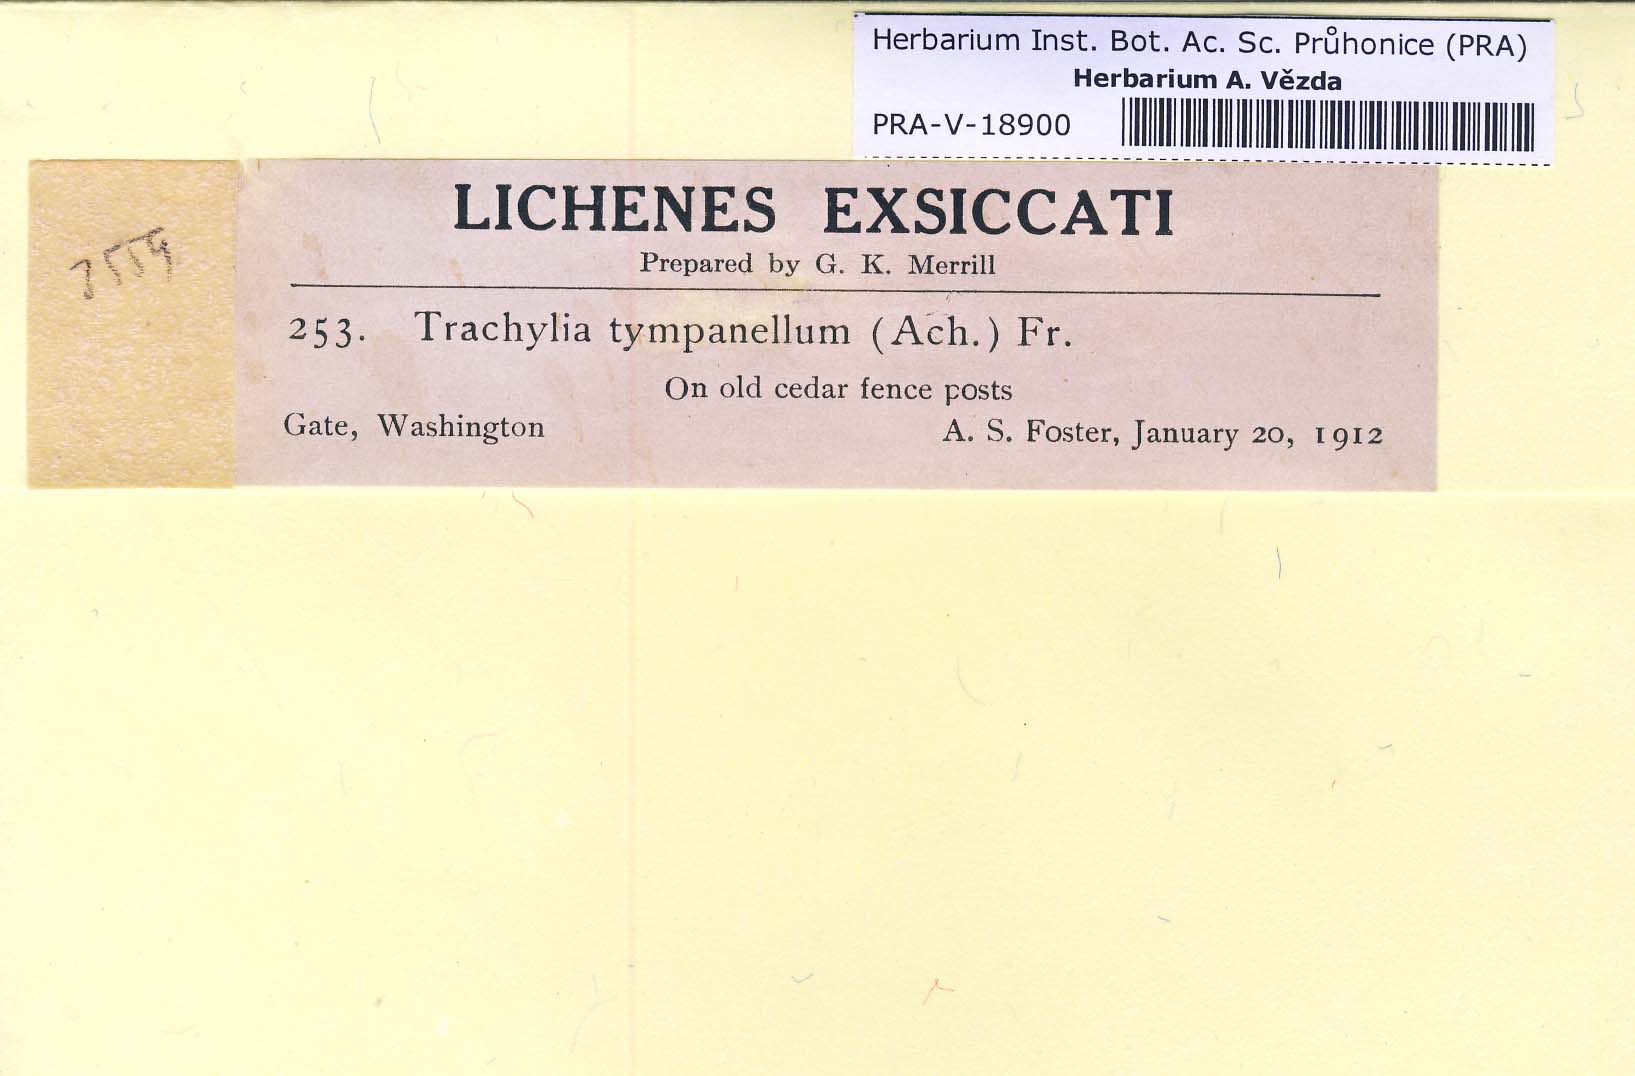 Herbarium Inst. Bot. Ac. Sc. Průhonice (PRA)
Herbarium A. Vězda
PRA-V-18900
LICHENES EXSICCATI
Prepared by G. K. Merrill
253. Trachylia tympanellum (Ach.) Fr.
On old cedar fence posts
Gate, Washington
A. S. Foster, January 20, 1912